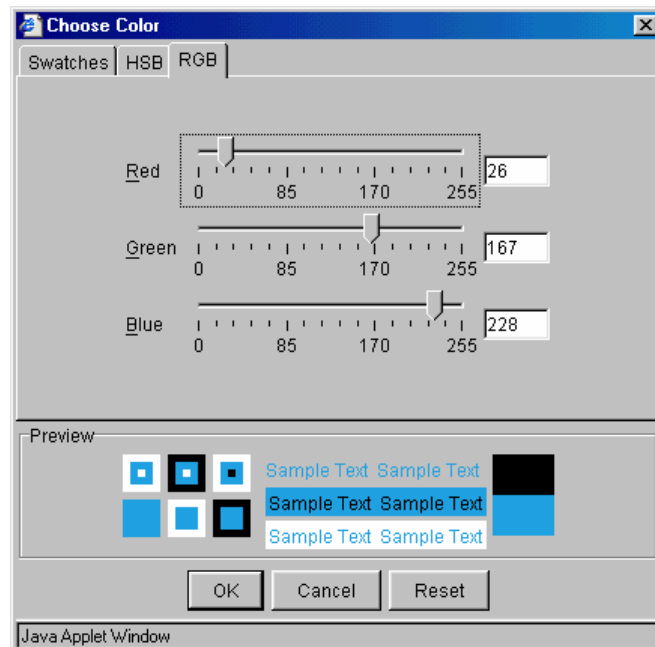 Choose Color
Swatches HSB RGB
Red 26
0 85 170 255
Green 167
0 85 170 255
Blue 228
0 85 170 255
Preview
Sample Text Sample Text
Sample Text Sample Text
Sample Text Sample Text
OK Cancel Reset
Java Applet Window